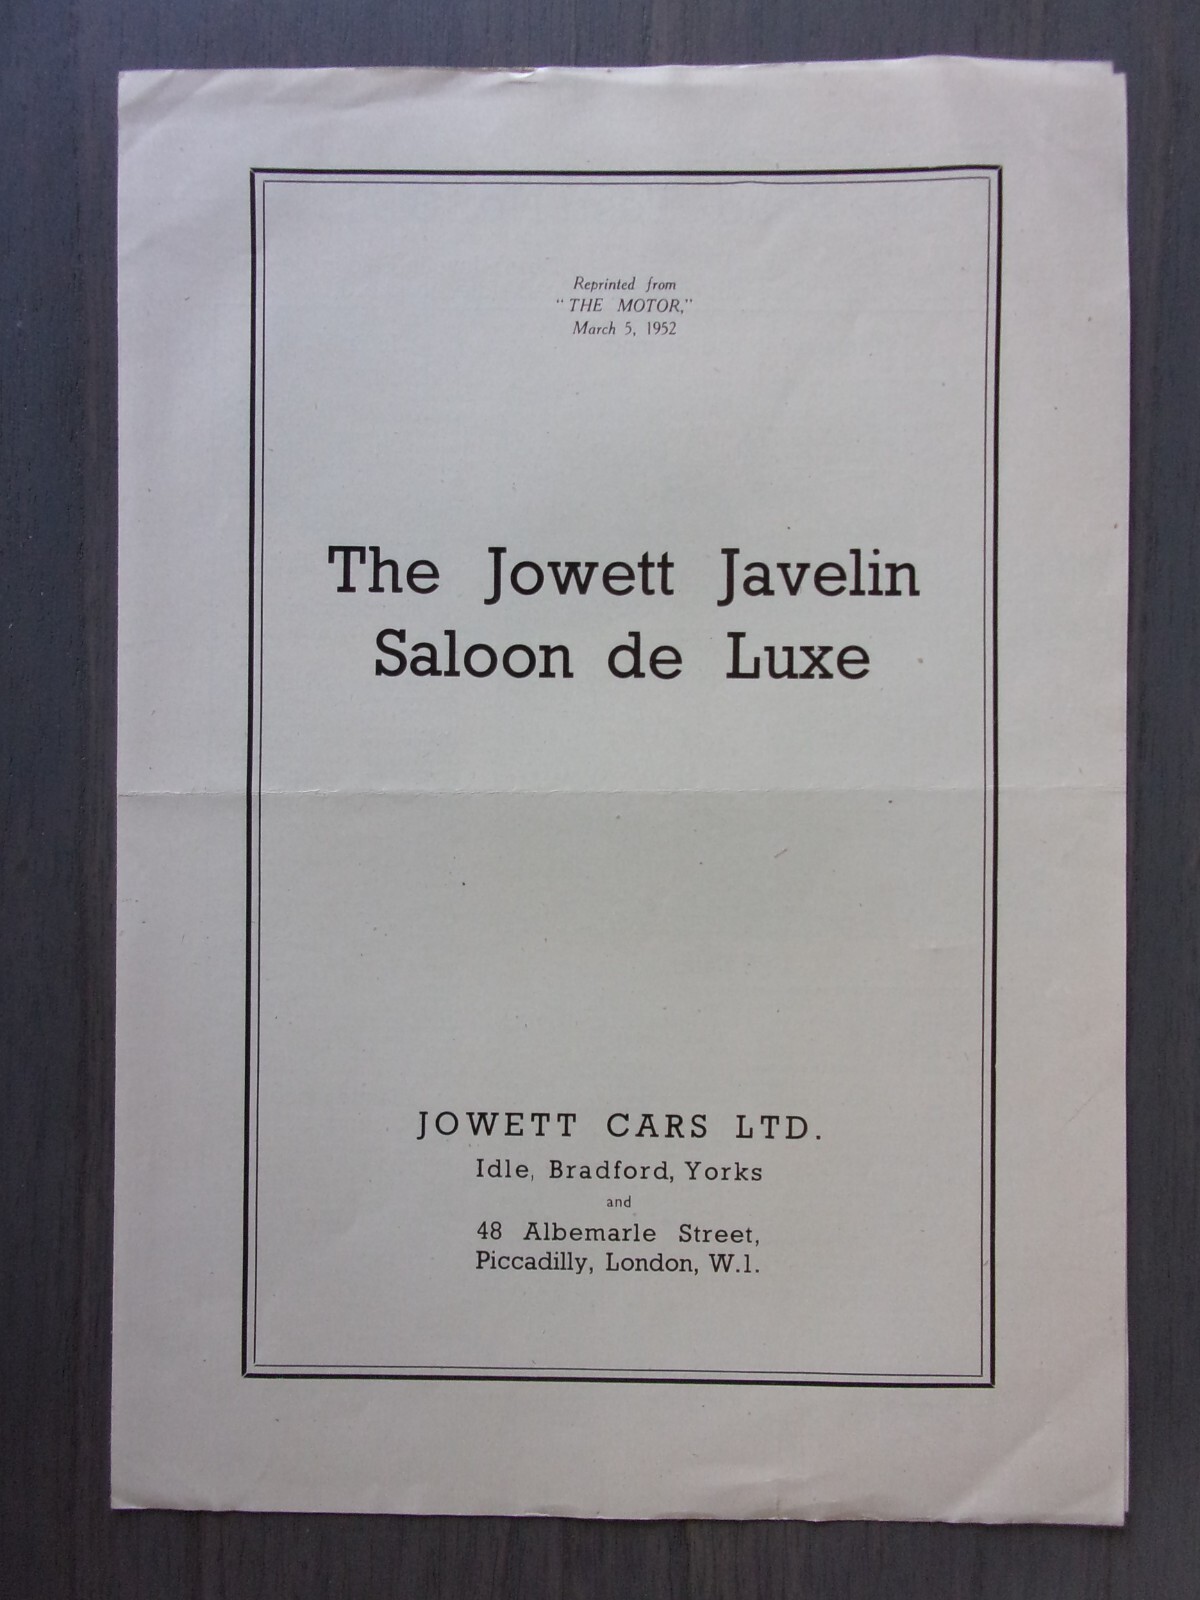 Reprinted from
"THE MOTOR,"
March 5, 1952
The Jowett Javelin
Saloon de Luxe
JOWETT CARS LTD.
Idle, Bradford, Yorks
and
48 Albemarle Street,
Piccadilly, London, W.1.